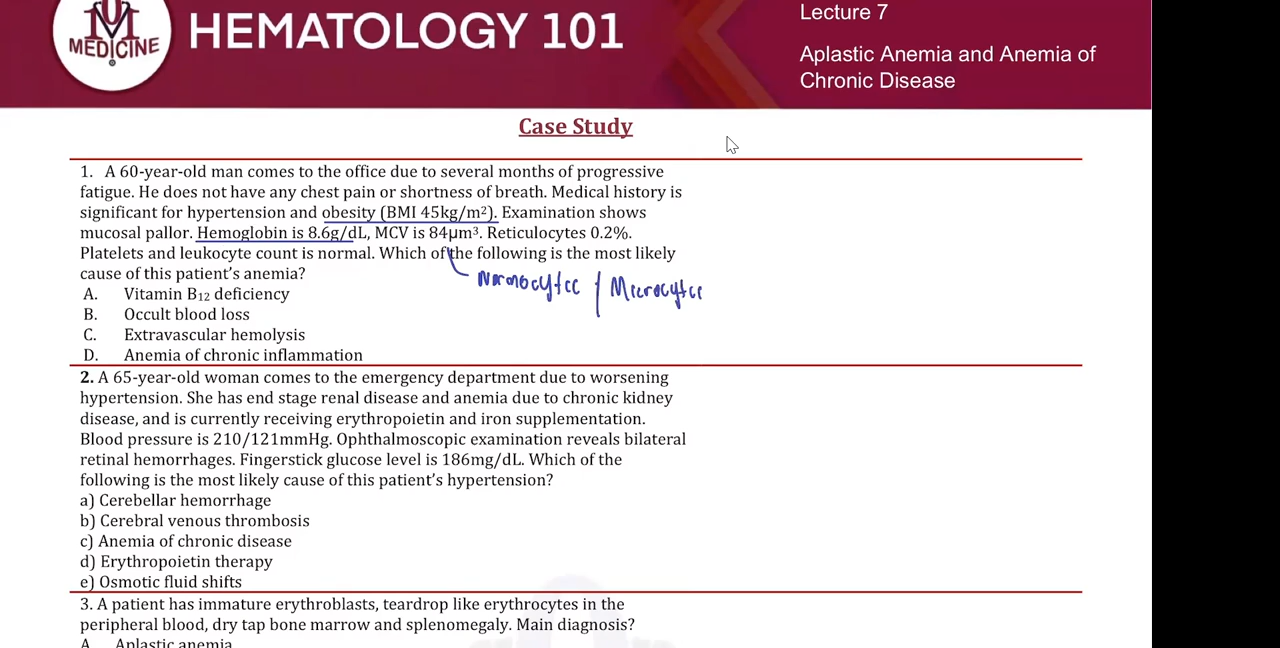 MEDICINE
HEMATOLOGY 101
Lecture 7
Aplastic Anemia and Anemia of
Chronic Disease
Case Study
1. A 60-year-old man comes to the office due to several months of progressive
fatigue. He does not have any chest pain or shortness of breath. Medical history is
significant for hypertension and obesity (BMI 45kg/m²). Examination shows
mucosal pallor. Hemoglobin is 8.6g/dL, MCV is 84μm³. Reticulocytes 0.2%.
Platelets and leukocyte count is normal. Which of the following is the most likely
cause of this patient's anemia?
Normocytic / Microcytic
A. Vitamin B₁₂ deficiency
B. Occult blood loss
C. Extravascular hemolysis
D. Anemia of chronic inflammation
2. A 65-year-old woman comes to the emergency department due to worsening
hypertension. She has end stage renal disease and anemia due to chronic kidney
disease, and is currently receiving erythropoietin and iron supplementation.
Blood pressure is 210/121mmHg. Ophthalmoscopic examination reveals bilateral
retinal hemorrhages. Fingerstick glucose level is 186mg/dL. Which of the
following is the most likely cause of this patient's hypertension?
a) Cerebellar hemorrhage
b) Cerebral venous thrombosis
c) Anemia of chronic disease
d) Erythropoietin therapy
e) Osmotic fluid shifts
3. A patient has immature erythroblasts, teardrop like erythrocytes in the
peripheral blood, dry tap bone marrow and splenomegaly. Main diagnosis?
A. Aplastic anemia